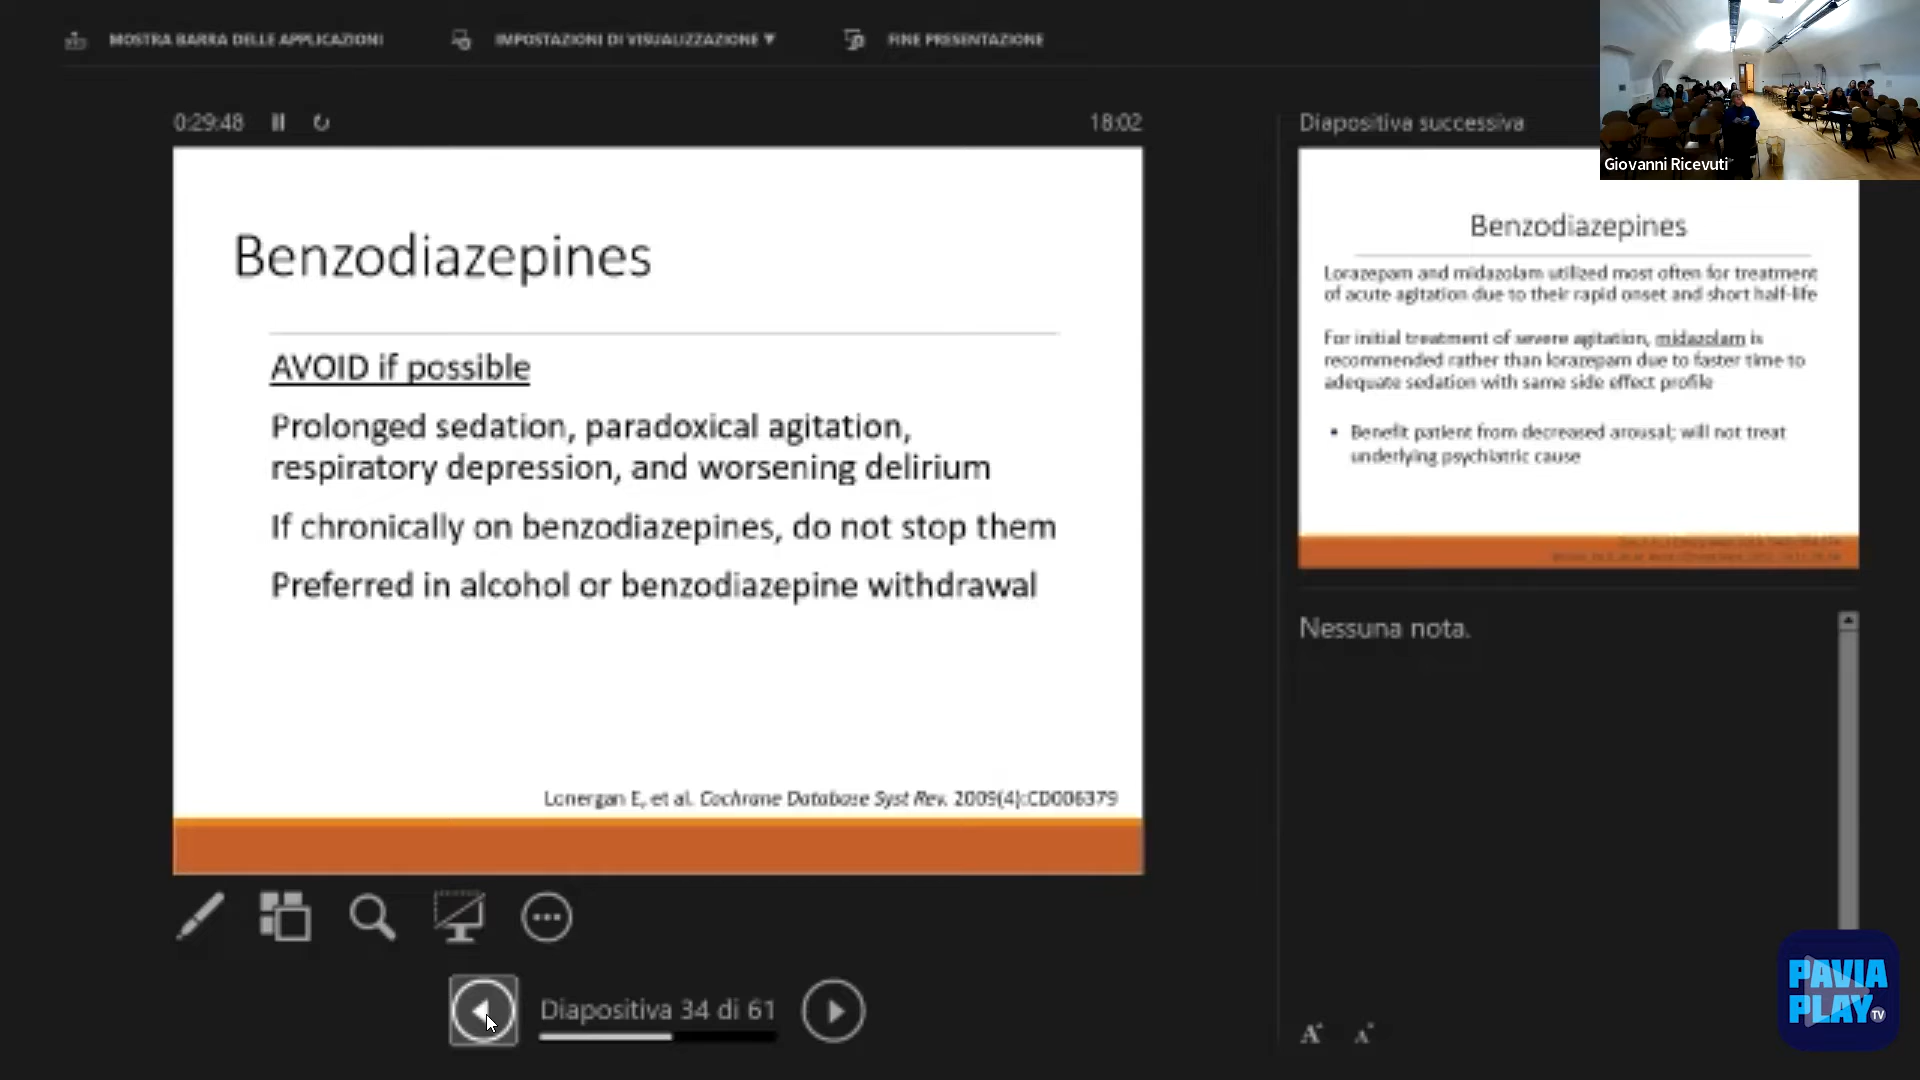 MOSTRA BARRA DELLE APPLICAZIONI
IMPOSTAZIONI DI VISUALIZZAZIONE ▼
FINE PRESENTAZIONE
0:29:48
18:02
Benzodiazepines
AVOID if possible
Prolonged sedation, paradoxical agitation,
respiratory depression, and worsening delirium
If chronically on benzodiazepines, do not stop them
Preferred in alcohol or benzodiazepine withdrawal
Lonergan E, et al. Cochrane Database Syst Rev. 2009(4):CD006379
Diapositiva 34 di 61
Diapositiva successiva
Giovanni Ricevuti
Benzodiazepines
Lorazepam and midazolam utilized most often for treatment
of acute agitation due to their rapid onset and short half-life
For initial treatment of severe agitation, midazolam is
recommended rather than lorazepam due to faster time to
adequate sedation with same side effect profile
• Benefit patient from decreased arousal; will not treat
underlying psychiatric cause
Nessuna nota.
A A
PAVIA
PLAY TV